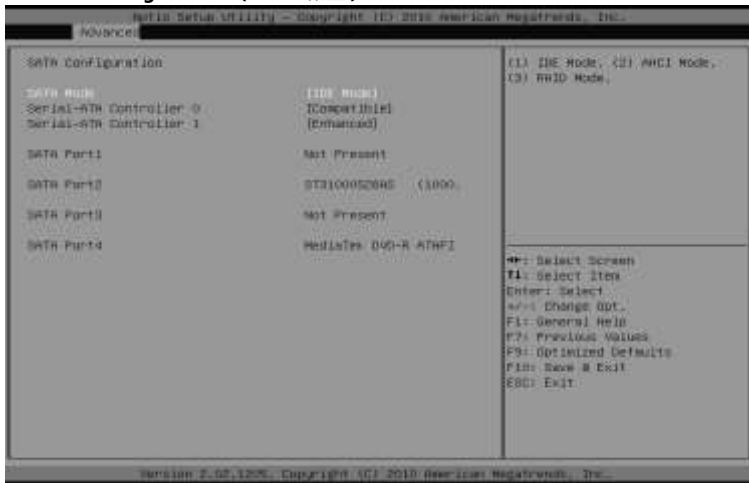 Aptio Setup Utility – Copyright (C) 2010 American Megatrends, Inc.
Advanced
SATA Configuration
SATA Mode [IDE Mode]
Serial-ATA Controller 0 [Compatible]
Serial-ATA Controller 1 [Enhanced]
SATA Port1 Not Present
SATA Port2 ST31000528AS (1000.
SATA Port3 Not Present
SATA Port4 MediaTek DVD-R ATAPI
(1) IDE Mode. (2) AHCI Mode.
(3) RAID Mode.
: Select Screen
↑↓: Select Item
Enter: Select
+/-: Change Opt.
F1: General Help
F7: Previous Values
F9: Optimized Defaults
F10: Save & Exit
ESC: Exit
Version 2.02.1205. Copyright (C) 2010 American Megatrends, Inc.